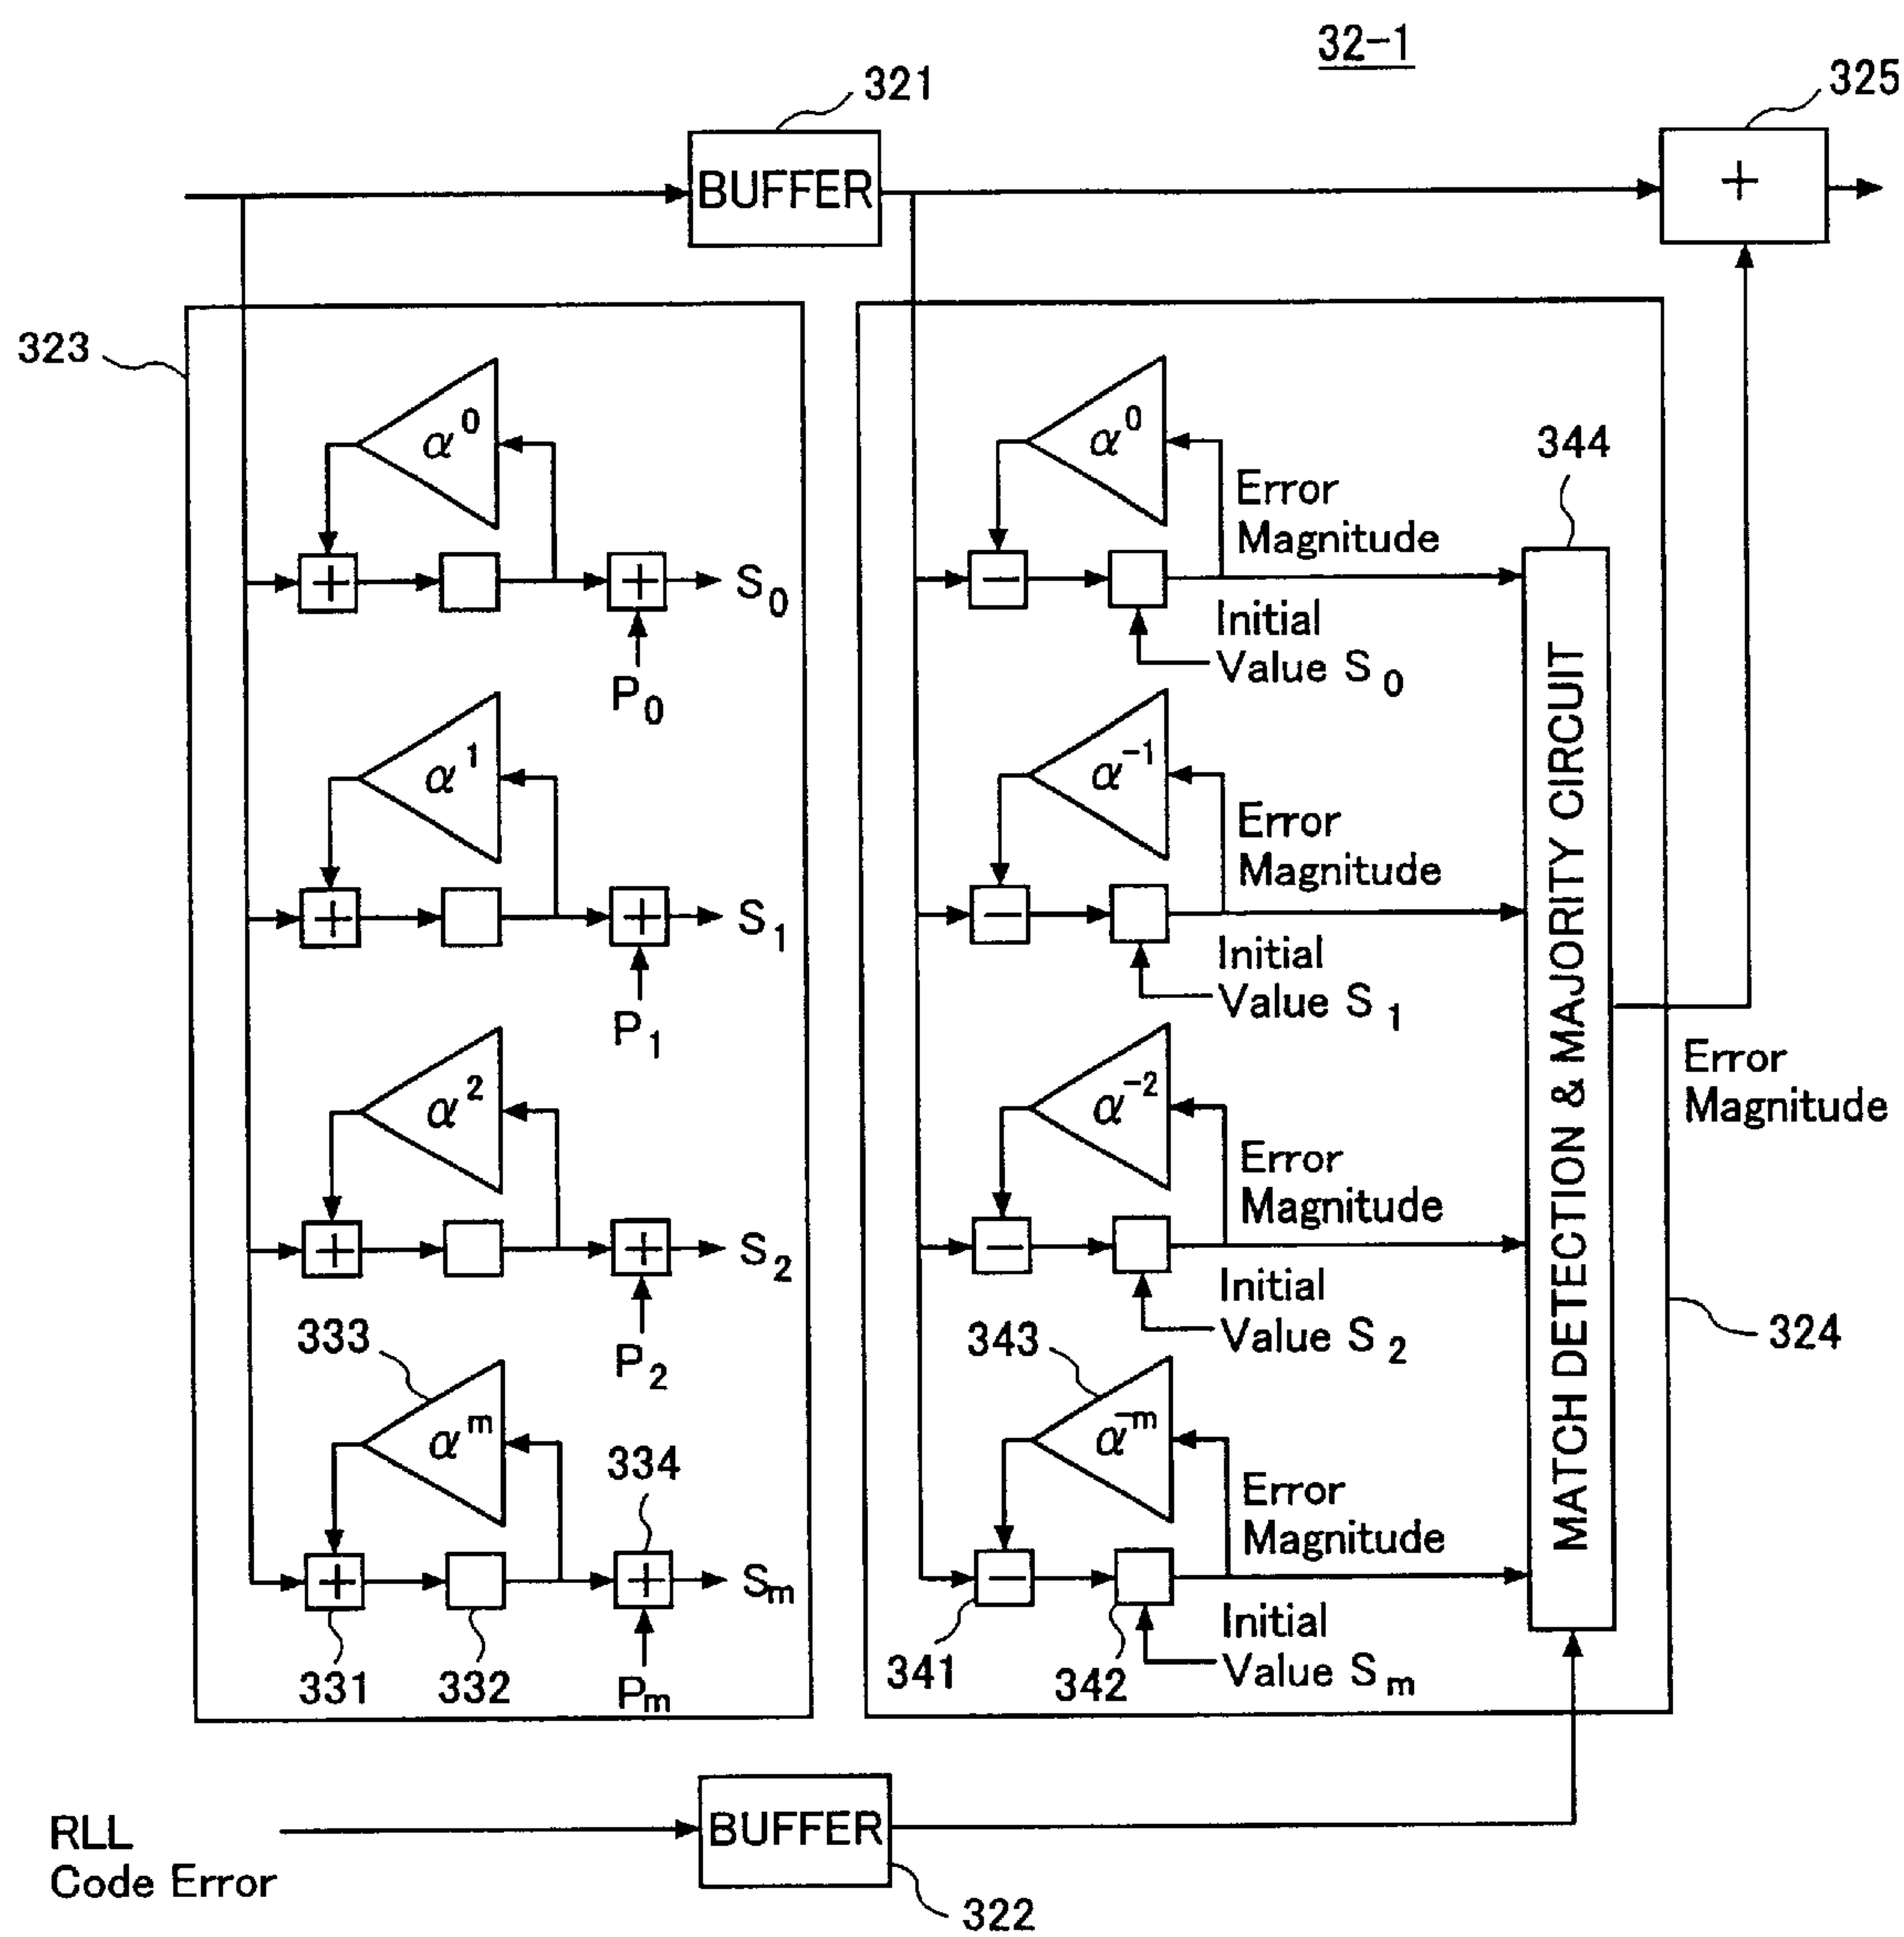 32-1
321
325
BUFFER
+
323
α0
α0
344
Error
Magnitude
+
+
S0
−
Initial
Value S0
P0
α1
α-1
Error
Magnitude
+
+
S1
−
Initial
Value S1
P1
α2
α-2
Error
Magnitude
+
+
S2
−
Initial
Value S2
P2
MATCH DETECTION & MAJORITY CIRCUIT
Error
Magnitude
324
333
343
αm
α-m
334
Error
Magnitude
+
+
Sm
−
Initial
Value Sm
331
332
Pm
341
342
RLL
Code Error
BUFFER
322